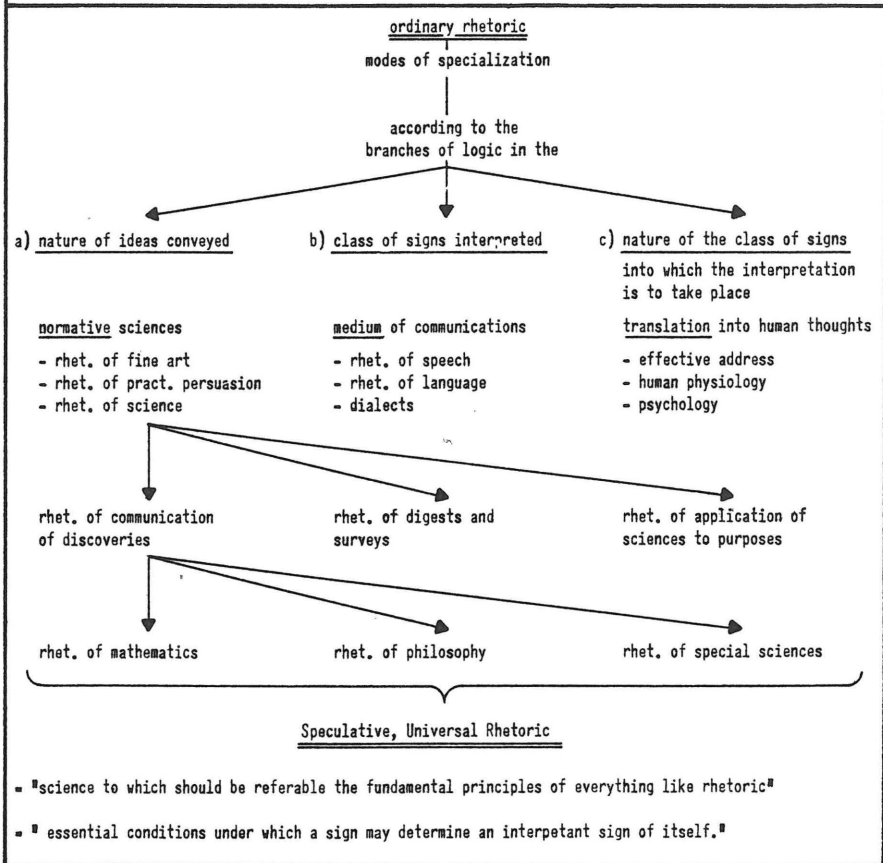 ordinary rhetoric
modes of specialization
according to the
branches of logic in the
a) nature of ideas conveyed
b) class of signs interpreted
c) nature of the class of signs
into which the interpretation
is to take place
normative sciences
- rhet. of fine art
- rhet. of pract. persuasion
- rhet. of science
medium of communications
- rhet. of speech
- rhet. of language
- dialects
translation into human thoughts
- effective address
- human physiology
- psychology
rhet. of communication
of discoveries
rhet. of digests and
surveys
rhet. of application of
sciences to purposes
rhet. of mathematics
rhet. of philosophy
rhet. of special sciences
Speculative, Universal Rhetoric
- "science to which should be referable the fundamental principles of everything like rhetoric"
- " essential conditions under which a sign may determine an interpetant sign of itself."